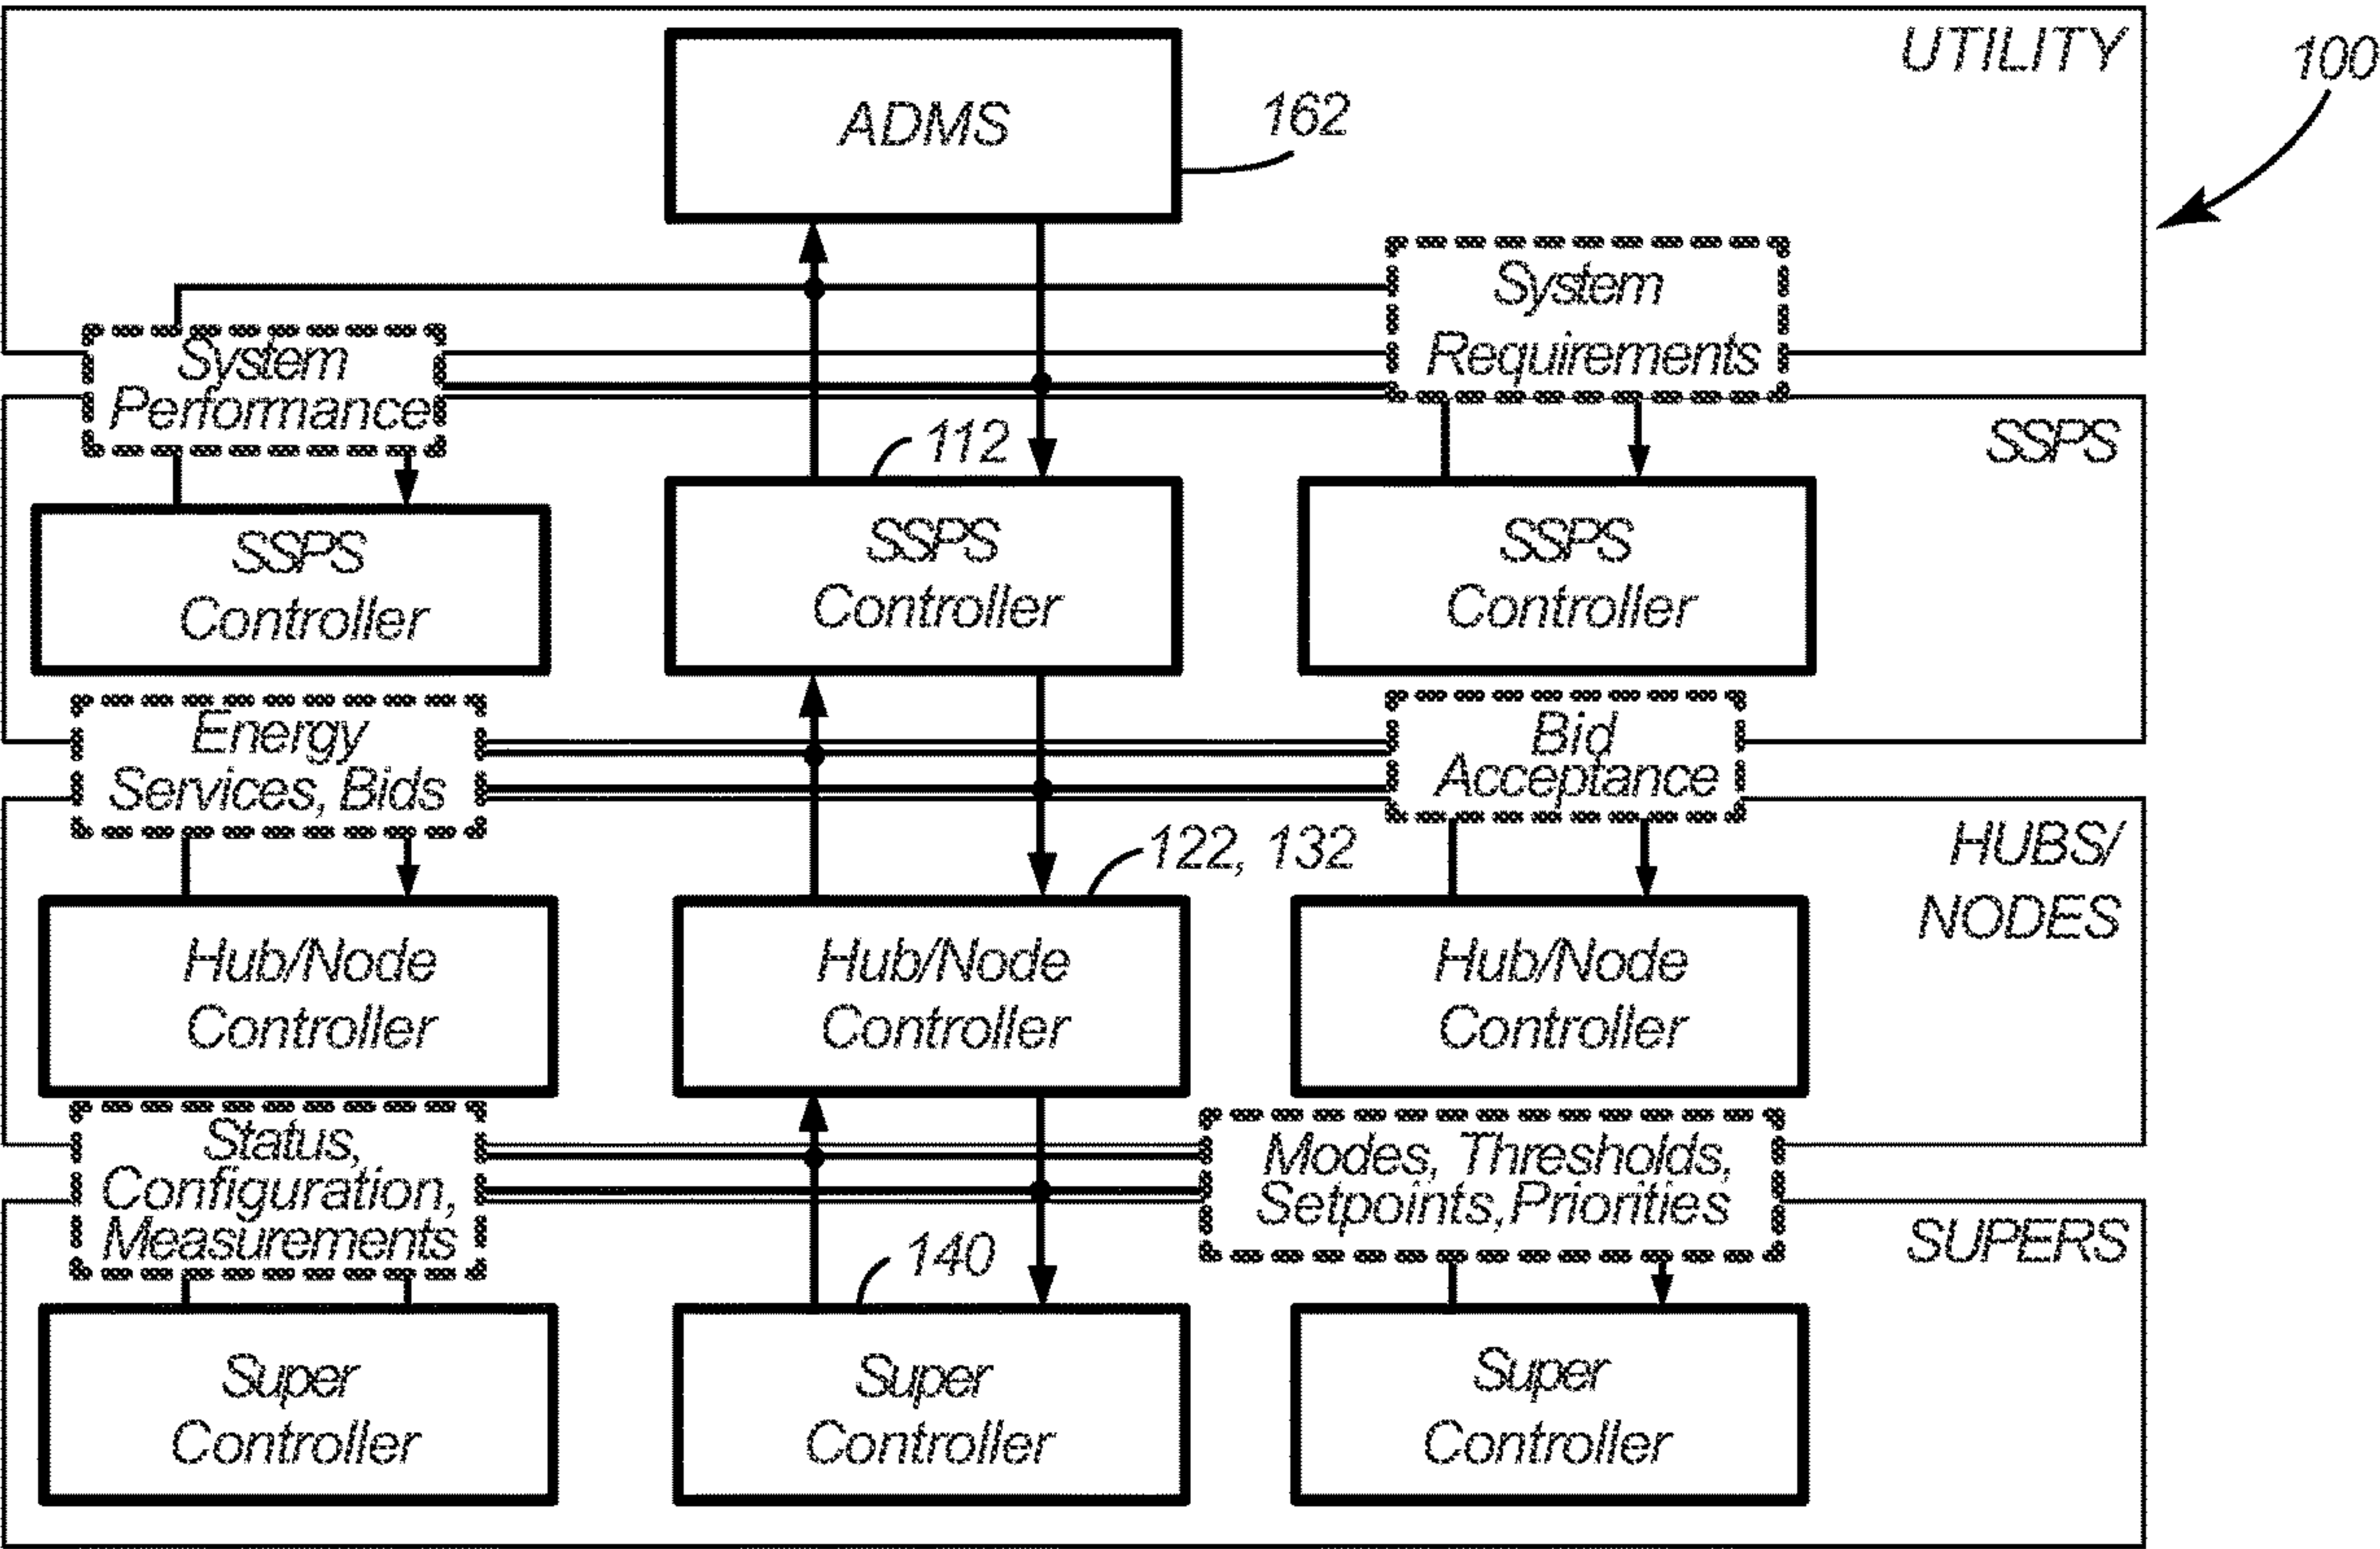 UTILITY
100
ADMS
162
System
Requirements
System
Performance
SSPS
112
SSPS
Controller
SSPS
Controller
SSPS
Controller
Energy
Services, Bids
Bid
Acceptance
HUBS/
NODES
122, 132
Hub/Node
Controller
Hub/Node
Controller
Hub/Node
Controller
Status,
Configuration,
Measurements
Modes, Thresholds,
Setpoints, Priorities
SUPERS
140
Super
Controller
Super
Controller
Super
Controller